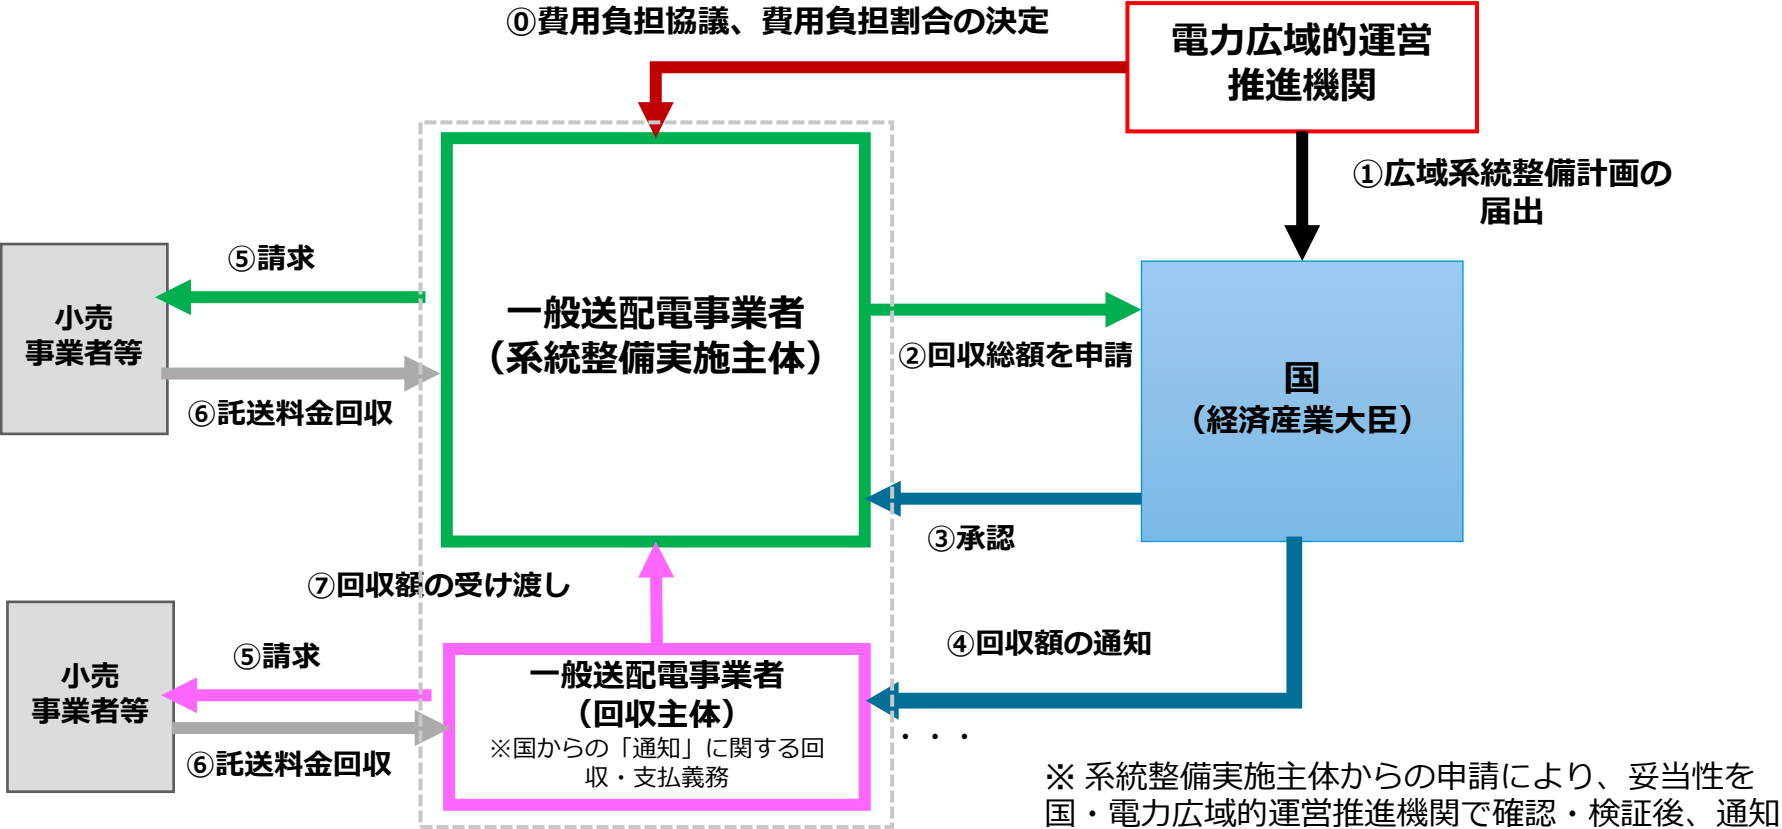 ⓪費用負担協議、費用負担割合の決定
電力広域的運営
推進機関
①広域系統整備計画の
届出
⑤請求
小売
事業者等
⑥託送料金回収
一般送配電事業者
（系統整備実施主体）
②回収総額を申請
国
（経済産業大臣）
③承認
⑦回収額の受け渡し
④回収額の通知
⑤請求
小売
事業者等
⑥託送料金回収
一般送配電事業者
（回収主体）
※国からの「通知」に関する回
収・支払義務
・・・
※ 系統整備実施主体からの申請により、妥当性を
国・電力広域的運営推進機関で確認・検証後、通知